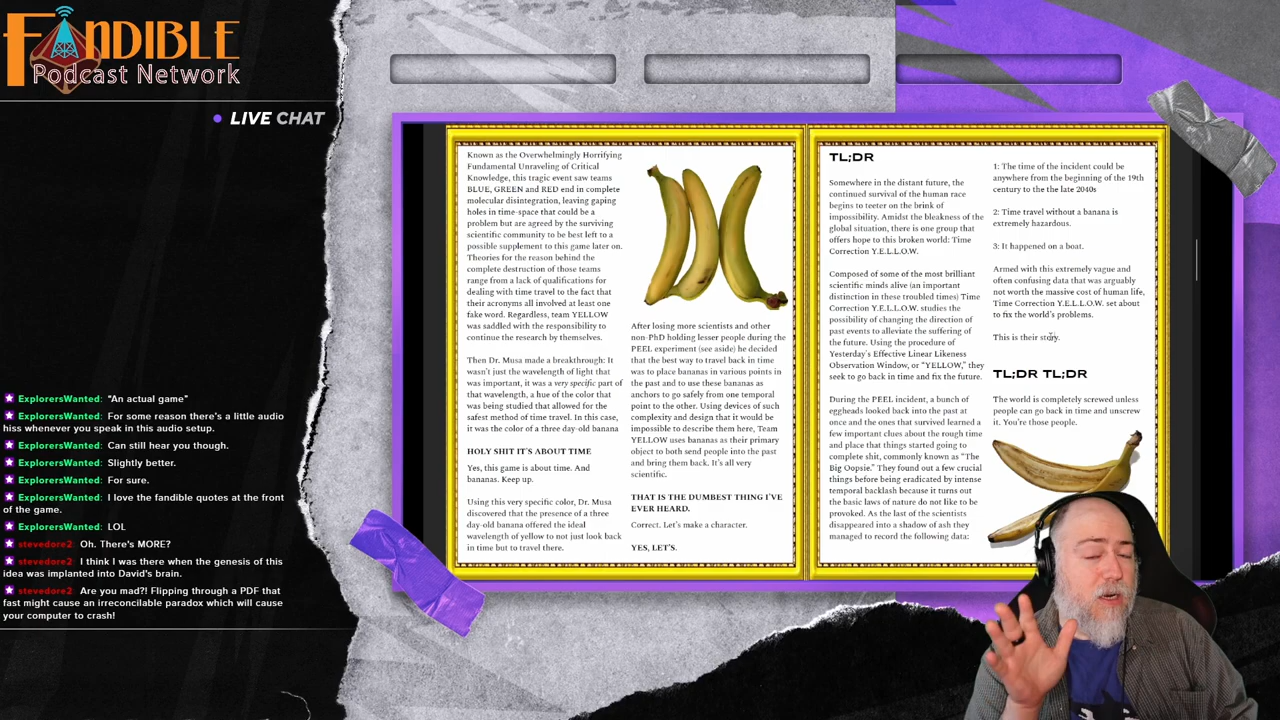 FANDIBLE
Podcast Network
LIVE CHAT
ExplorersWanted: "An actual game"
ExplorersWanted: For some reason there's a little audio
hiss whenever you speak in this audio setup.
ExplorersWanted: Can still hear you though.
ExplorersWanted: Slightly better.
ExplorersWanted: For sure.
ExplorersWanted: I love the fandible quotes at the front
of the game.
ExplorersWanted: LOL
stevedore2: Oh. There's MORE?
stevedore2: I think I was there when the genesis of this
idea was implanted into David's brain.
stevedore2: Are you mad?! Flipping through a PDF that
fast might cause an irreconcilable paradox which will cause
your computer to crash!
Known as the Overwhelmingly Horrifying
Fundamental Unraveling of Critical
Knowledge, this tragic event saw teams
BLUE, GREEN and RED end in complete
molecular disintegration, leaving gaping
holes in time-space that could be a
problem but are agreed by the surviving
scientific community to be best left to a
possible supplement to this game later on.
Theories for the reason behind the
complete destruction of those teams
range from a lack of qualifications for
dealing with time travel to the fact that
their acronyms all involved at least one
fake word. Regardless, team YELLOW
was saddled with the responsibility to
continue the research by themselves.
Then Dr. Musa made a breakthrough: It
wasn't just the wavelength of light that
was important, it was a very specific part of
that wavelength, a hue of the color that
was being studied that allowed for the
safest method of time travel. In this case,
it was the color of a three day-old banana
HOLY SHIT IT'S ABOUT TIME
Yes, this game is about time. And
bananas. Keep up.
Using this very specific color, Dr. Musa
discovered that the presence of a three
day-old banana offered the ideal
wavelength of yellow to not just look back
in time but to travel there.
After losing more scientists and other
non-PhD holding lesser people during the
PEEL experiment (see aside) he decided
that the best way to travel back in time
was to place bananas in various points in
the past and to use these bananas as
anchors to go safely from one temporal
point to the other. Using devices of such
complexity and design that it would be
impossible to describe them here, Team
YELLOW uses bananas as their primary
object to both send people into the past
and bring them back. It's all very
scientific.
THAT IS THE DUMBEST THING I'VE
EVER HEARD.
Correct. Let's make a character.
YES, LET'S.
TL;DR
Somewhere in the distant future, the
continued survival of the human race
begins to teeter on the brink of
impossibility. Amidst the bleakness of the
global situation, there is one group that
offers hope to this broken world: Time
Correction Y.E.L.L.O.W.
Composed of some of the most brilliant
scientific minds alive (an important
distinction in these troubled times) Time
Correction Y.E.L.L.O.W. studies the
possibility of changing the direction of
past events to alleviate the suffering of
the future. Using the procedure of
Yesterday's Effective Linear Likeness
Observation Window, or "YELLOW," they
seek to go back in time and fix the future.
During the PEEL incident, a bunch of
eggheads looked back into the past at
once and the ones that survived learned a
few important clues about the rough time
and place that things started going to
complete shit, commonly known as "The
Big Oopsie." They found out a few crucial
things before being eradicated by intense
temporal backlash because it turns out
the basic laws of nature do not like to be
provoked. As the last of the scientists
disappeared into a shadow of ash they
managed to record the following data:
1: The time of the incident could be
anywhere from the beginning of the 19th
century to the the late 2040s
2: Time travel without a banana is
extremely hazardous.
3: It happened on a boat.
Armed with this extremely vague and
often confusing data that was arguably
not worth the massive cost of human life,
Time Correction Y.E.L.L.O.W. set about
to fix the world's problems.
This is their story.
TL;DR TL;DR
The world is completely screwed unless
people can go back in time and unscrew
it. You're those people.